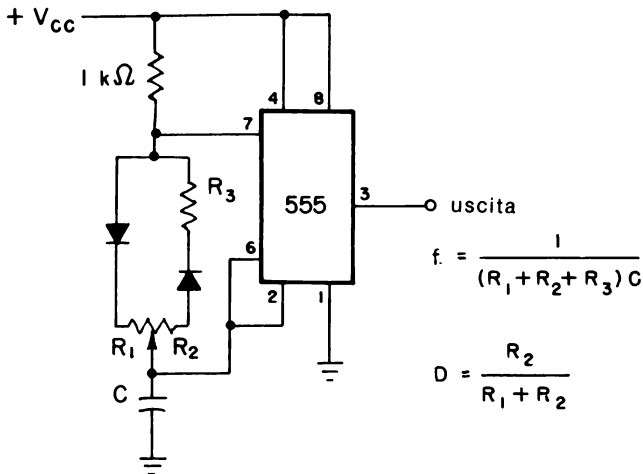 + VCC
1 kΩ
4 8
7
R3
555
3
uscita
6
2 1
R1 R2
C
f. = 1 / (R1 + R2 + R3) C
D = R2 / R1 + R2